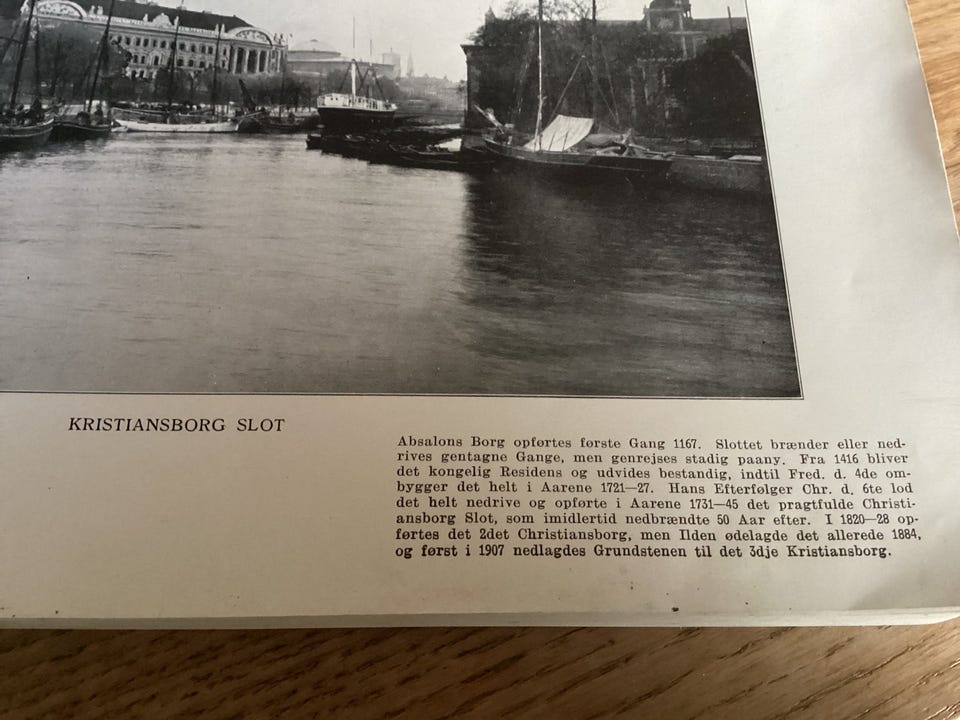 KRISTIANSBORG SLOT
Absalons Borg opførtes første Gang 1167. Slottet brænder eller ned-
rives gentagne Gange, men genrejses stadig paany. Fra 1416 bliver
det kongelig Residens og udvides bestandig, indtil Fred. d. 4de om-
bygger det helt i Aarene 1721—27. Hans Efterfølger Chr. d. 6te lod
det helt nedrive og opførte i Aarene 1731—45 det pragtfulde Christi-
ansborg Slot, som imidlertid nedbrændte 50 Aar efter. I 1820—28 op-
førtes det 2det Christiansborg, men Ilden ødelagde det allerede 1884,
og først i 1907 nedlagdes Grundstenen til det 3dje Kristiansborg.